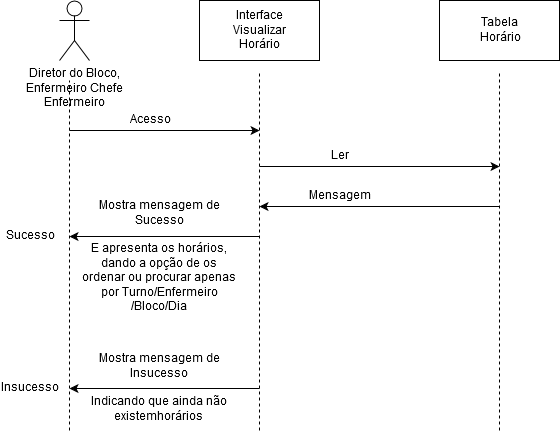 Interface
Visualizar
Horário
Tabela
Horário
Diretor do Bloco,
Enfermeiro Chefe
Enfermeiro
Acesso
Ler
Mensagem
Mostra mensagem de
Sucesso
Sucesso
E apresenta os horários,
dando a opção de os
ordenar ou procurar apenas
por Turno/Enfermeiro
/Bloco/Dia
Mostra mensagem de
Insucesso
Insucesso
Indicando que ainda não
existemhorários